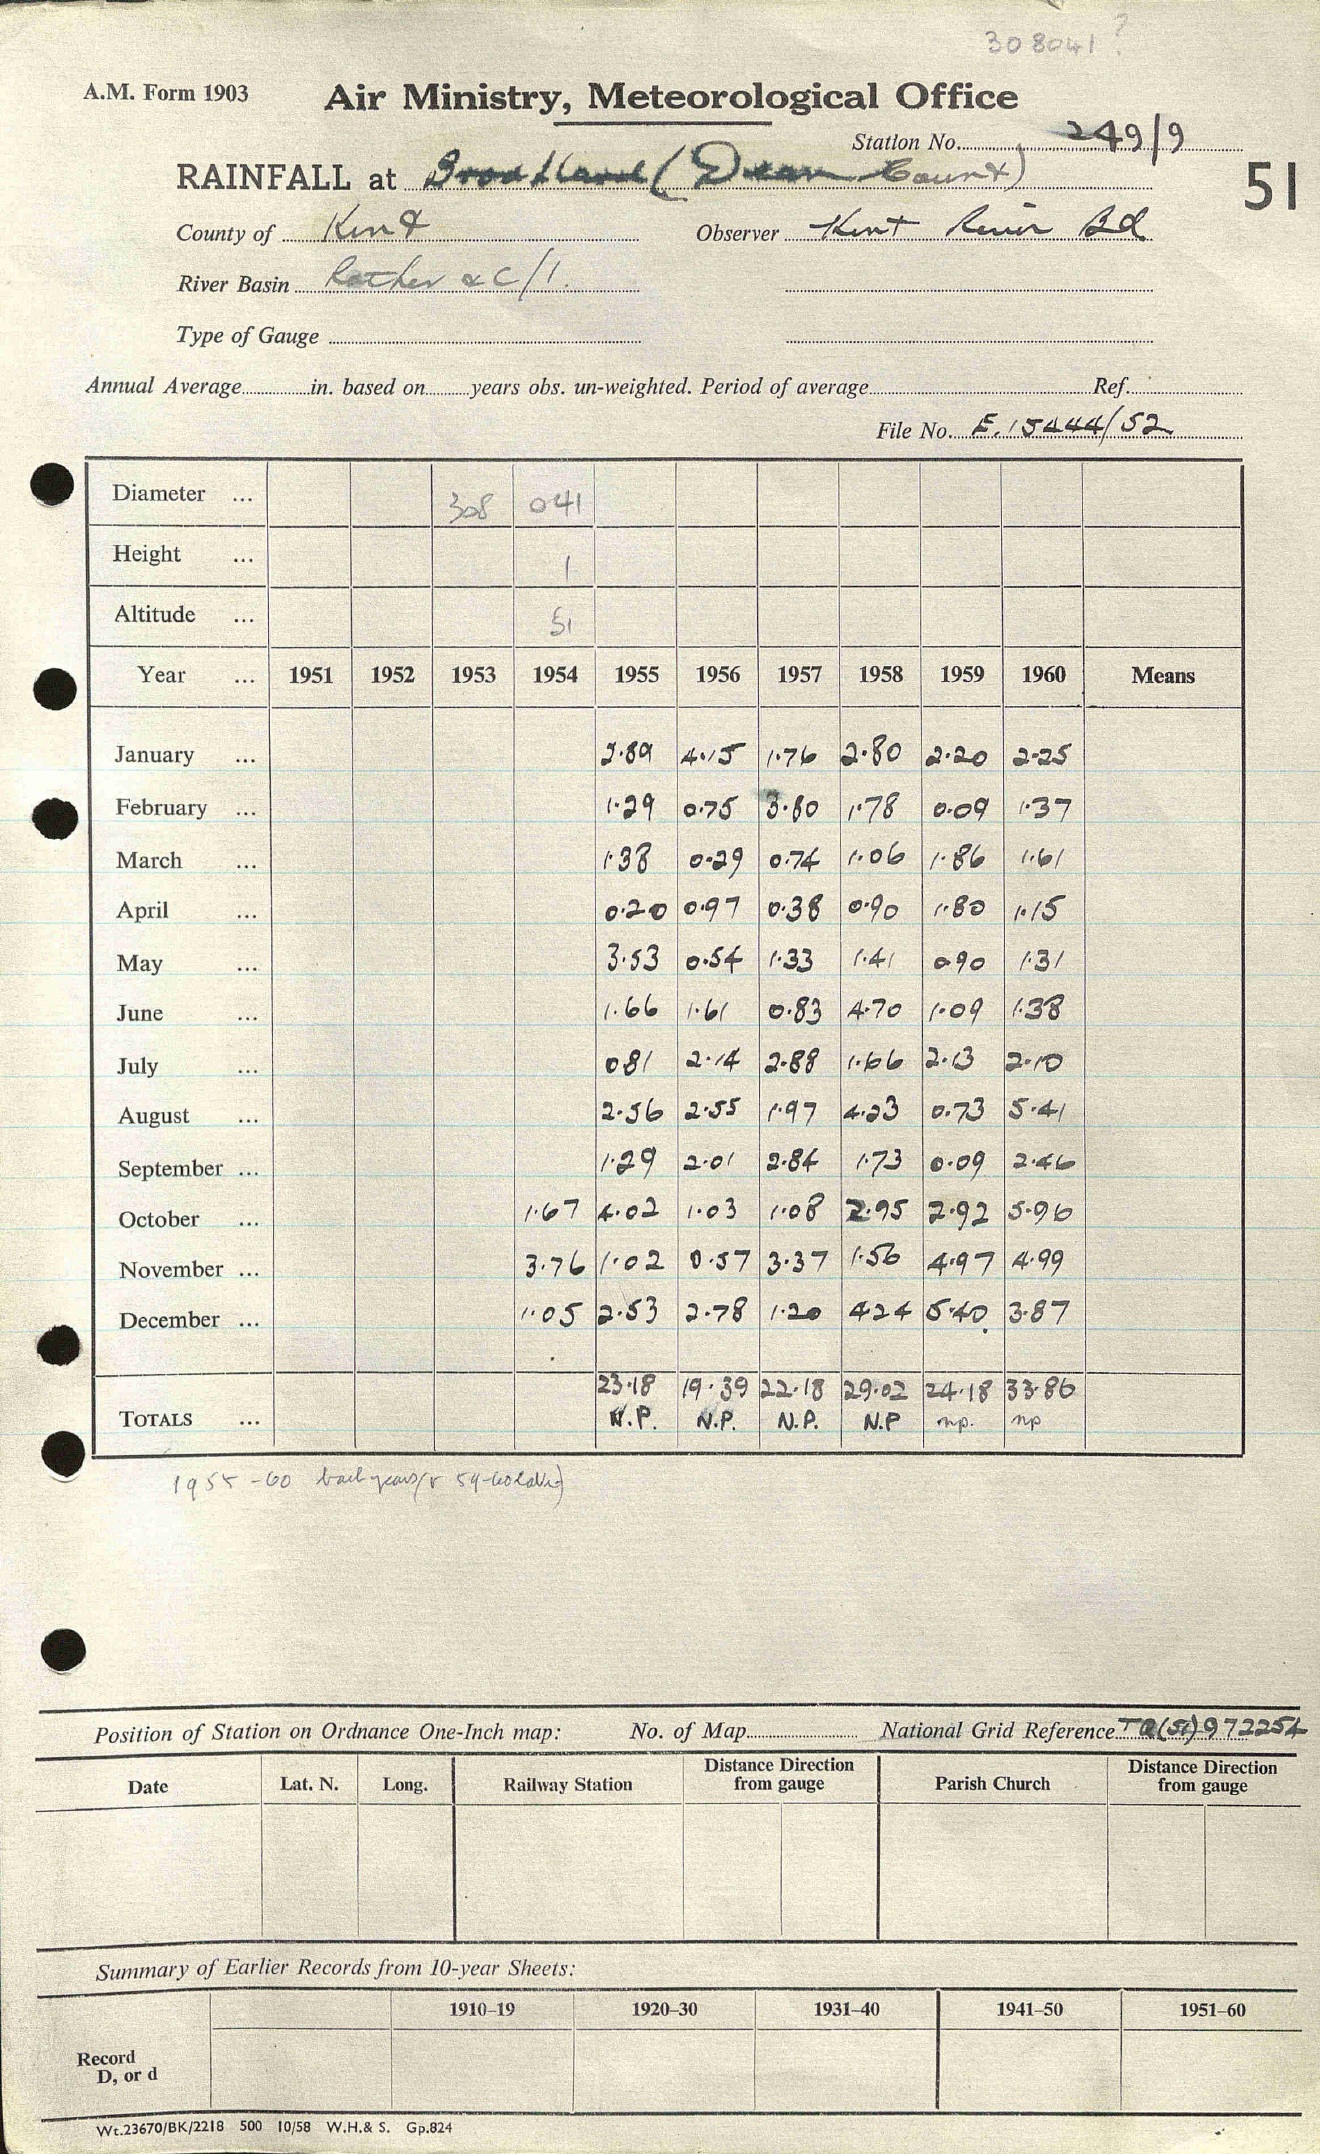 308041?
A.M. Form 1903
Air Ministry, Meteorological Office
Station No. 249/9
RAINFALL at Broadland (Dean Court)
51
County of Kent Observer Kent River Bd
River Basin Rother &c/1.
Type of Gauge
Annual Average in. based on years obs. un-weighted. Period of average Ref.
File No. E.15444/52
Diameter ... 308 041
Height ... 1
Altitude ... 51
Year ... 1951 1952 1953 1954 1955 1956 1957 1958 1959 1960 Means
January ... 2.89 4.15 1.76 2.80 2.20 2.25
February ... 1.29 0.75 3.80 1.78 0.09 1.37
March ... 1.38 0.29 0.74 1.06 1.86 1.61
April ... 0.20 0.97 0.38 0.90 1.80 1.15
May ... 3.53 0.54 1.33 1.41 0.90 1.31
June ... 1.66 1.61 0.83 4.70 1.09 1.38
July ... 0.81 2.14 2.88 1.66 2.13 2.10
August ... 2.56 2.55 1.97 4.23 0.73 5.41
September ... 1.29 2.01 2.84 1.73 0.09 2.46
October ... 1.67 4.02 1.03 1.08 2.95 2.92 5.96
November ... 3.76 1.02 0.57 3.37 1.56 4.97 4.99
December ... 1.05 2.53 2.78 1.20 4.24 5.40 3.87
23.18 19.39 22.18 29.02 24.18 33.86
TOTALS ... N.P. N.P. N.P. N.P np. np
1955-60
Position of Station on Ordnance One-Inch map: No. of Map National Grid Reference TQ(51)972254
Date Lat. N. Long. Railway Station Distance Direction from gauge Parish Church Distance Direction from gauge
Summary of Earlier Records from 10-year Sheets:
1910–19 1920–30 1931–40 1941–50 1951–60
Record
D, or d
Wt.23670/BK/2218 500 10/58 W.H.& S. Gp.824